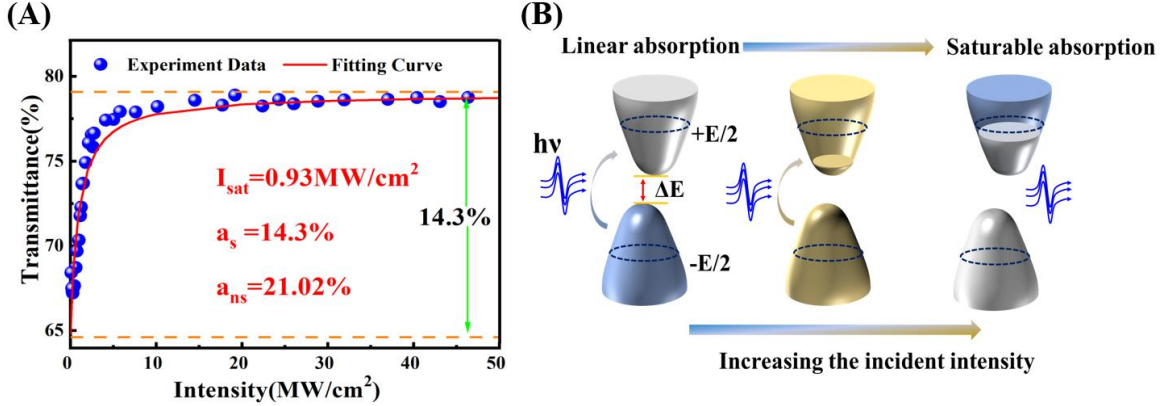 (A)
Experiment Data
Fitting Curve
Transmittance(%)
80
75
70
65
I_sat=0.93MW/cm²
a_s=14.3%
a_ns=21.02%
14.3%
0
10
20
30
40
50
Intensity(MW/cm²)
(B)
Linear absorption
Saturable absorption
hν
+E/2
ΔE
-E/2
Increasing the incident intensity